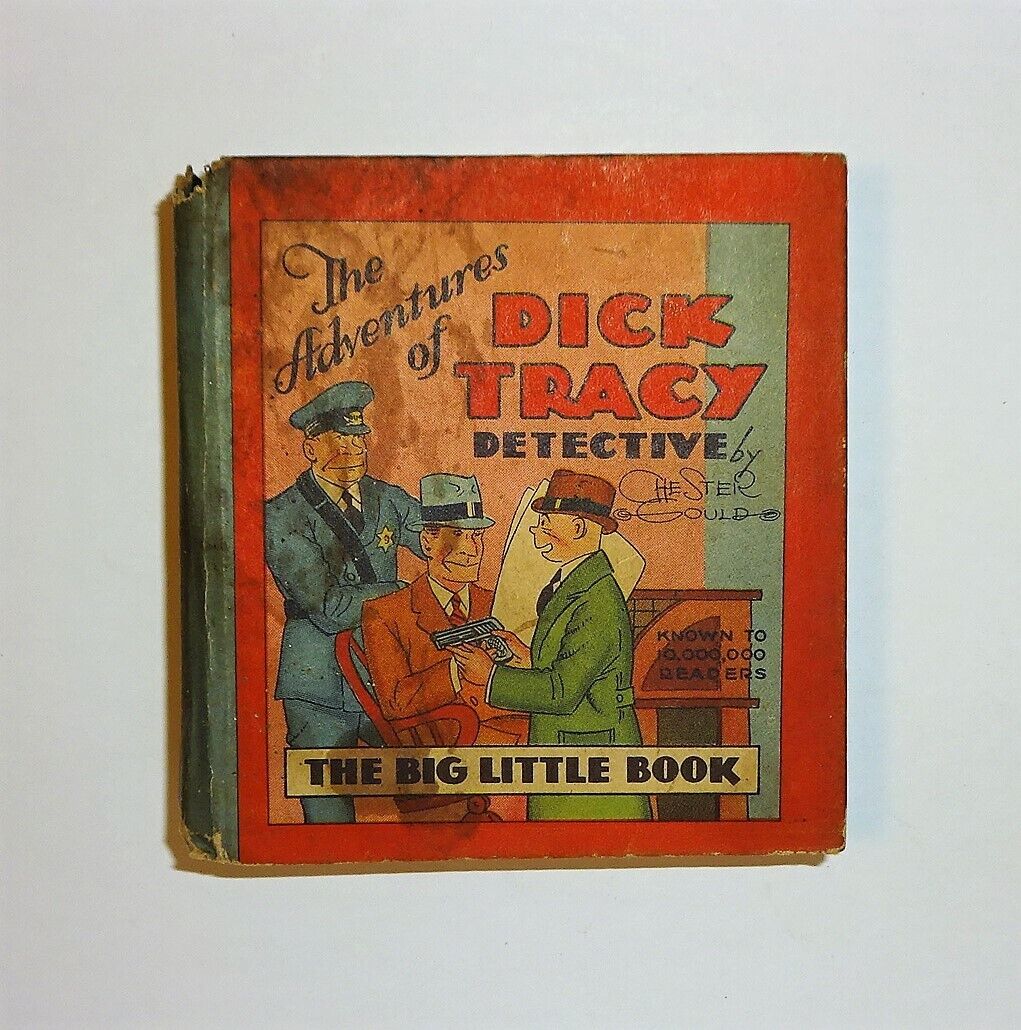 The
Adventures
of
DICK
TRACY
DETECTIVE
by
CHESTER
GOULD
KNOWN TO
10,000,000
READERS
THE BIG LITTLE BOOK